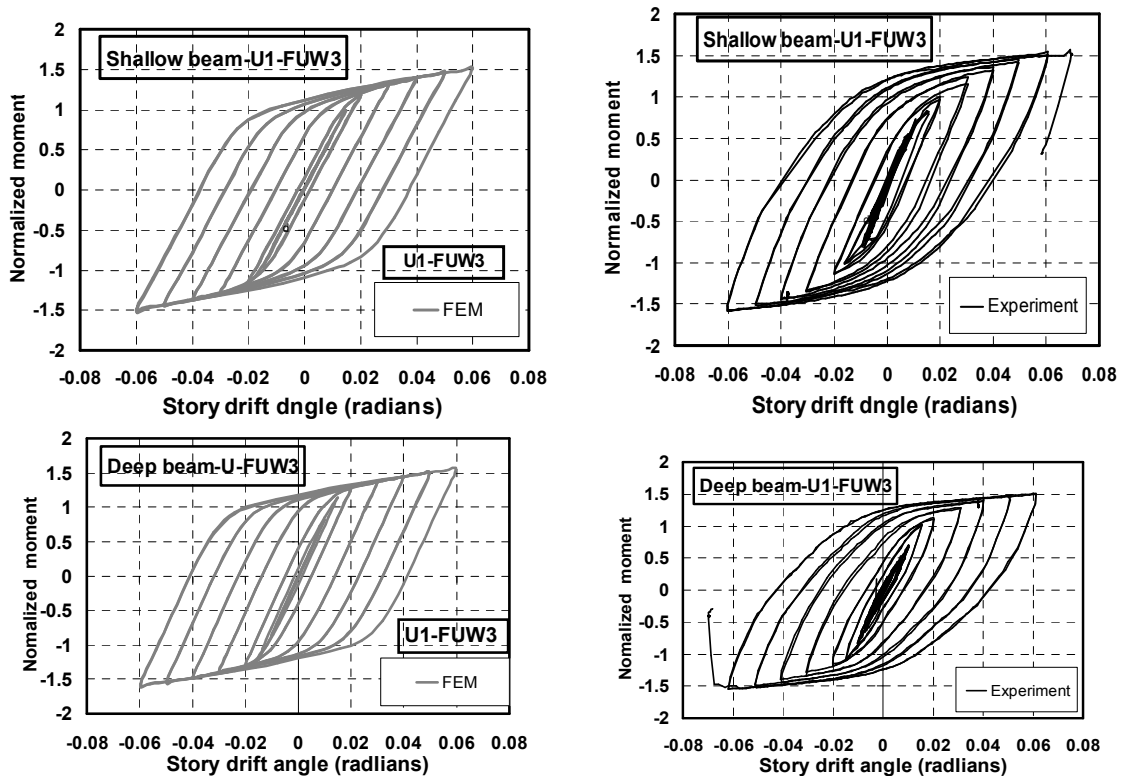 2
Shallow beam-U1-FUW3
1.5
1
0.5
0
-0.5
-1
-1.5
-2
Normalized moment
U1-FUW3
FEM
-0.08 -0.06 -0.04 -0.02 0 0.02 0.04 0.06 0.08
Story drift dngle (radians)
2
Shallow beam-U1-FUW3
1.5
1
0.5
0
-0.5
-1
-1.5
-2
Normalized moment
Experiment
-0.08 -0.06 -0.04 -0.02 0 0.02 0.04 0.06 0.08
Story drift dngle (radians)
2
Deep beam-U-FUW3
1.5
1
0.5
0
-0.5
-1
-1.5
-2
Nomalized moment
U1-FUW3
FEM
-0.08 -0.06 -0.04 -0.02 0 0.02 0.04 0.06 0.08
Story drift angle (radlians)
2
Deep beam-U1-FUW3
1.5
1
0.5
0
-0.5
-1
-1.5
-2
Nomalized moment
Experiment
-0.08 -0.06 -0.04 -0.02 0 0.02 0.04 0.06 0.08
Story drift angle (radians)